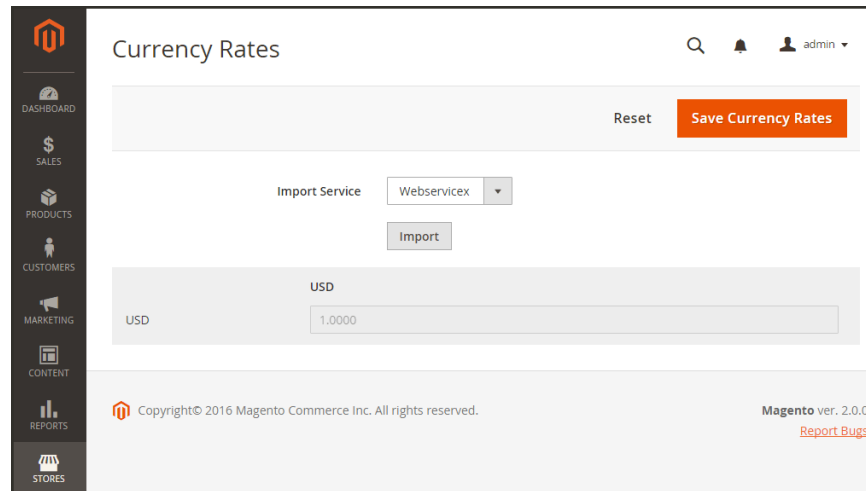 Currency Rates
admin
DASHBOARD
Reset
Save Currency Rates
$
SALES
Import Service
Webservicex
PRODUCTS
Import
CUSTOMERS
USD
MARKETING
USD
1.0000
CONTENT
Copyright© 2016 Magento Commerce Inc. All rights reserved.
Magento ver. 2.0.0
REPORTS
Report Bugs
STORES